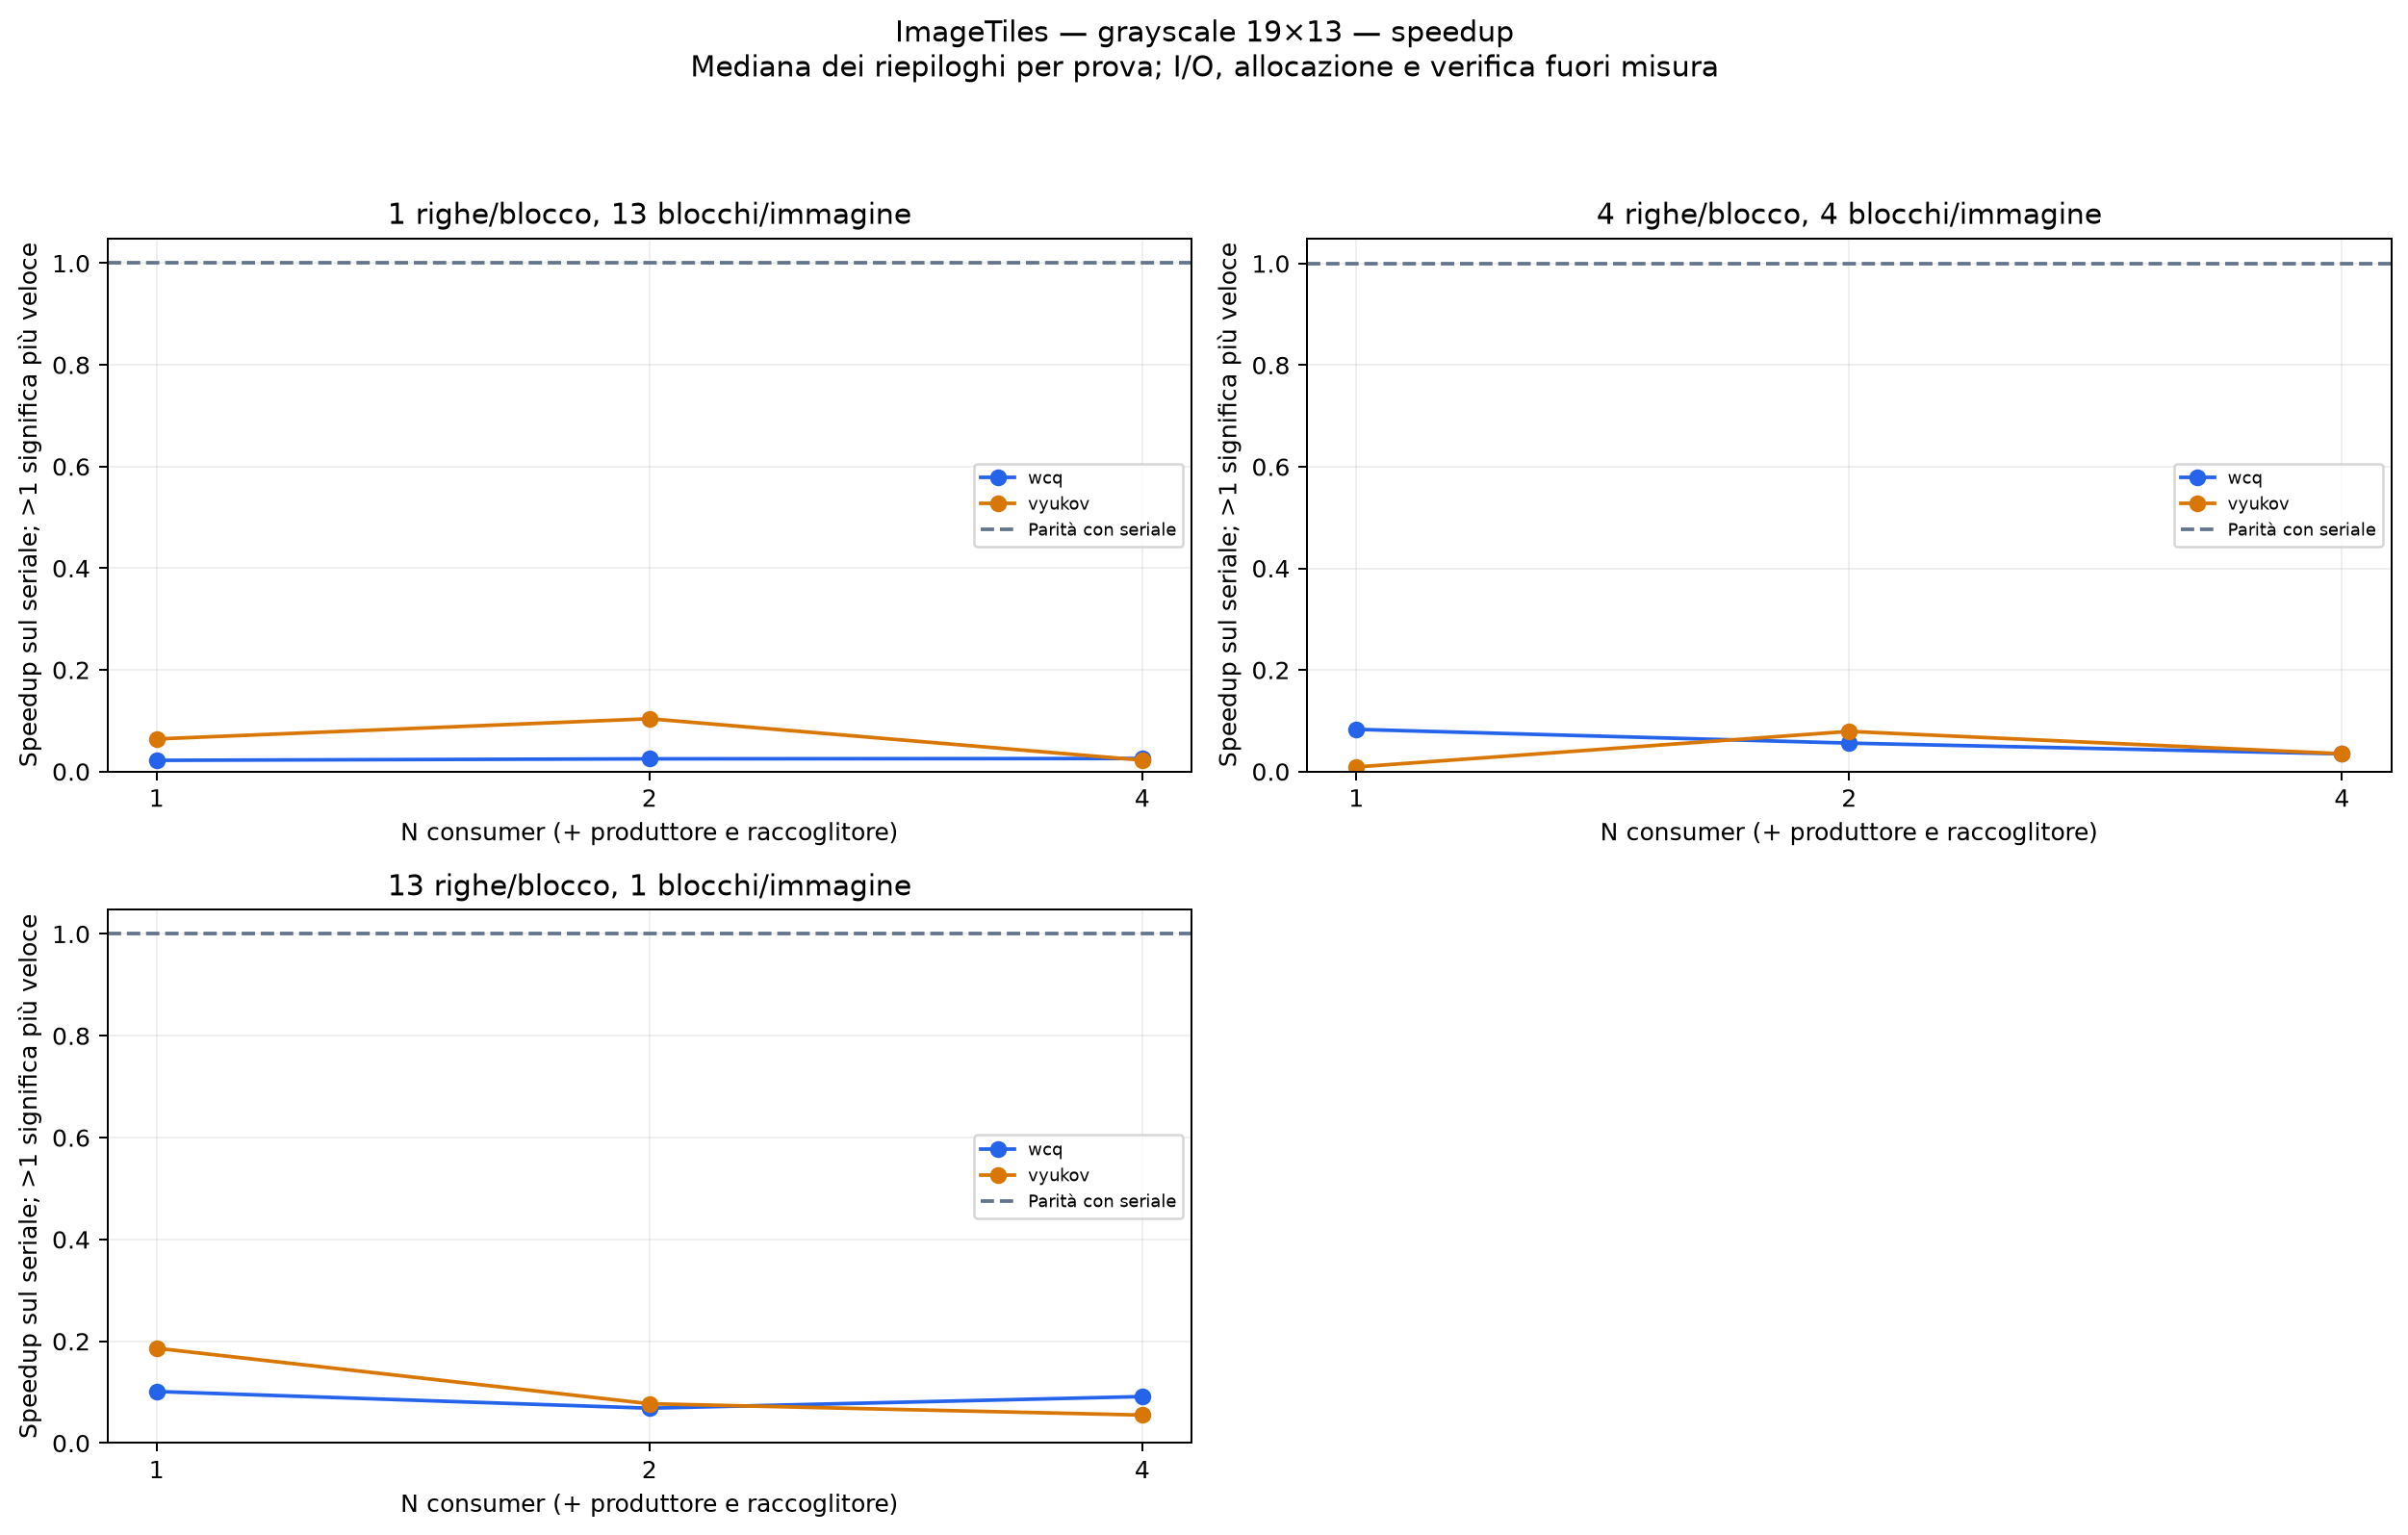 ImageTiles — grayscale 19×13 — speedup
Mediana dei riepiloghi per prova; I/O, allocazione e verifica fuori misura
1 righe/blocco, 13 blocchi/immagine
Speedup sul seriale; >1 significa più veloce
1.0
0.8
0.6
0.4
0.2
0.0
wcq
vyukov
Parità con seriale
1
2
4
N consumer (+ produttore e raccoglitore)
4 righe/blocco, 4 blocchi/immagine
Speedup sul seriale; >1 significa più veloce
1.0
0.8
0.6
0.4
0.2
0.0
wcq
vyukov
Parità con seriale
1
2
4
N consumer (+ produttore e raccoglitore)
13 righe/blocco, 1 blocchi/immagine
Speedup sul seriale; >1 significa più veloce
1.0
0.8
0.6
0.4
0.2
0.0
wcq
vyukov
Parità con seriale
1
2
4
N consumer (+ produttore e raccoglitore)